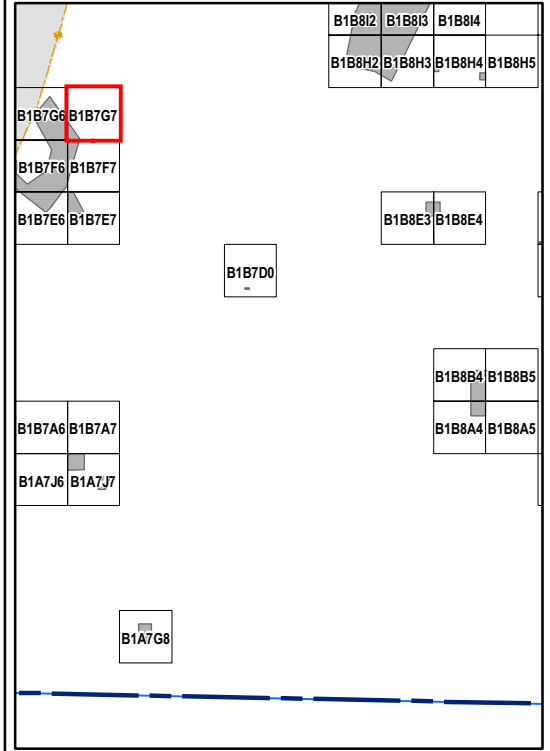 B1B8I2 B1B8I3 B1B8I4
B1B8H2 B1B8H3 B1B8H4 B1B8H5
B1B7G6 B1B7G7
B1B7F6 B1B7F7
B1B7E6 B1B7E7 B1B8E3 B1B8E4
B1B7D0
B1B8B4 B1B8B5
B1B7A6 B1B7A7 B1B8A4 B1B8A5
B1A7J6 B1A7J7
B1A7G8